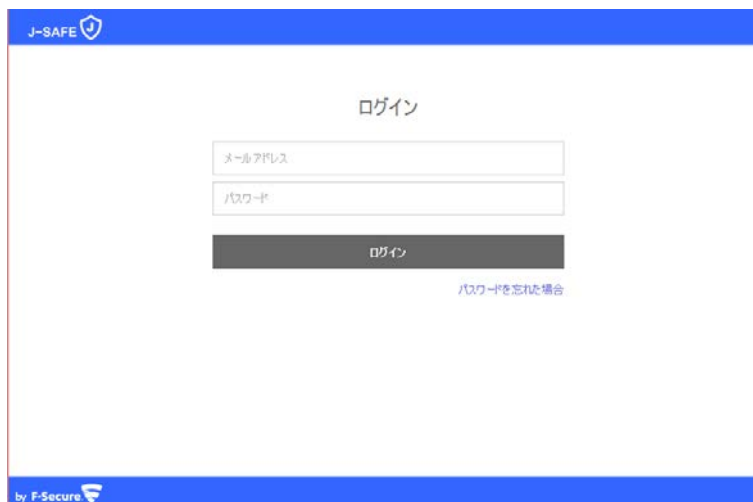 J-SAFE J
ログイン
メールアドレス
パスワード
ログイン
パスワードを忘れた場合
by F-Secure